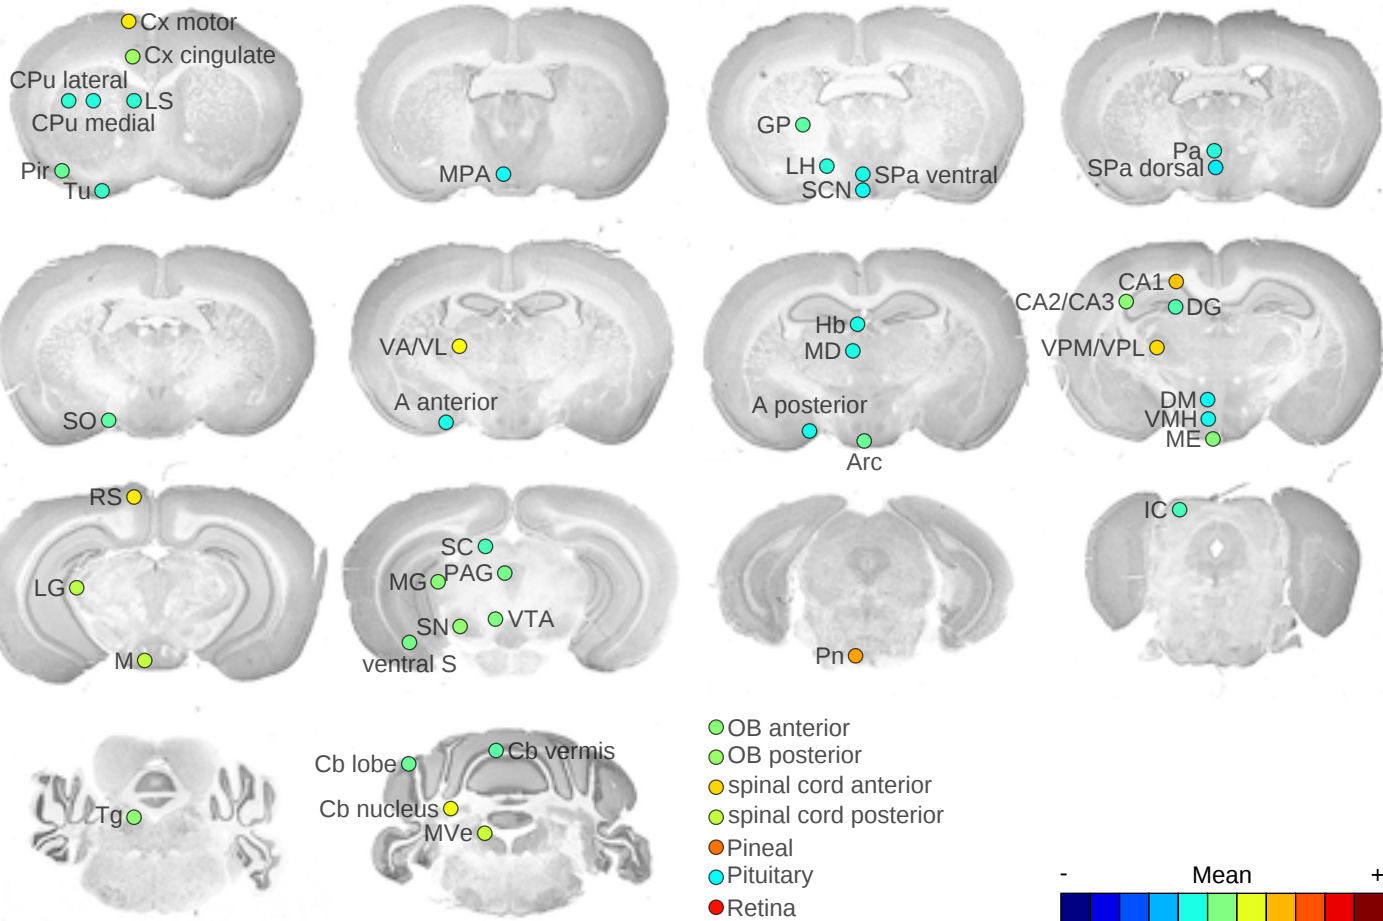 Cx motor
Cx cingulate
CPu lateral
LS
CPu medial
Pir
Tu
MPA
GP
LH
SPa ventral
SCN
Pa
SPa dorsal
SO
VA/VL
A anterior
Hb
MD
A posterior
Arc
CA1
CA2/CA3
DG
VPM/VPL
DM
VMH
ME
RS
LG
M
SC
MG
PAG
SN
VTA
ventral S
Pn
IC
Tg
Cb lobe
Cb vermis
Cb nucleus
MVe
OB anterior
OB posterior
spinal cord anterior
spinal cord posterior
Pineal
Pituitary
Retina
- Mean +